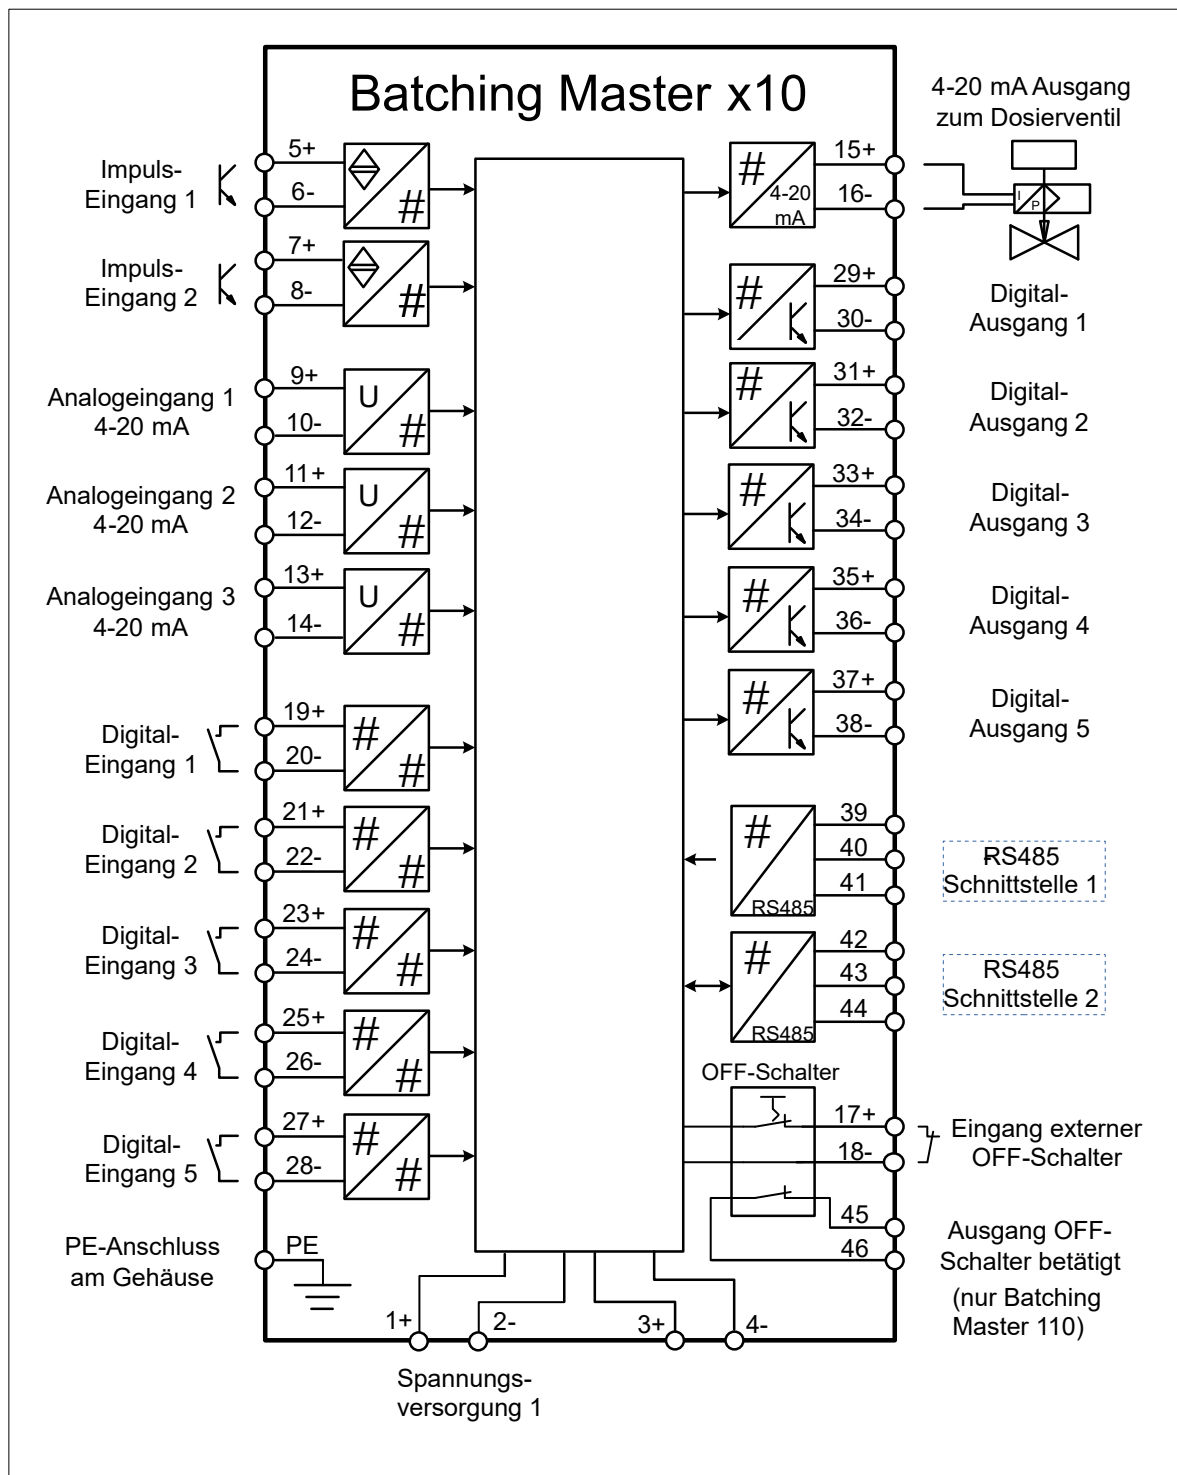 Batching Master x10
4-20 mA Ausgang
zum Dosierventil
Impuls-
Eingang 1
5+
6-
#
Impuls-
Eingang 2
7+
8-
#
Analogeingang 1
4-20 mA
9+
10-
U
#
Analogeingang 2
4-20 mA
11+
12-
U
#
Analogeingang 3
4-20 mA
13+
14-
U
#
Digital-
Eingang 1
19+
20-
#
#
Digital-
Eingang 2
21+
22-
#
#
Digital-
Eingang 3
23+
24-
#
#
Digital-
Eingang 4
25+
26-
#
#
Digital-
Eingang 5
27+
28-
#
#
PE-Anschluss
am Gehäuse
PE
#
4-20
mA
15+
16-
I
P
#
29+
30-
Digital-
Ausgang 1
#
31+
32-
Digital-
Ausgang 2
#
33+
34-
Digital-
Ausgang 3
#
35+
36-
Digital-
Ausgang 4
#
37+
38-
Digital-
Ausgang 5
#
RS485
39
40
41
RS485
Schnittstelle 1
#
RS485
42
43
44
RS485
Schnittstelle 2
OFF-Schalter
17+
18-
Eingang externer
OFF-Schalter
45
46
Ausgang OFF-
Schalter betätigt
(nur Batching
Master 110)
1+
2-
3+
4-
Spannungs-
versorgung 1